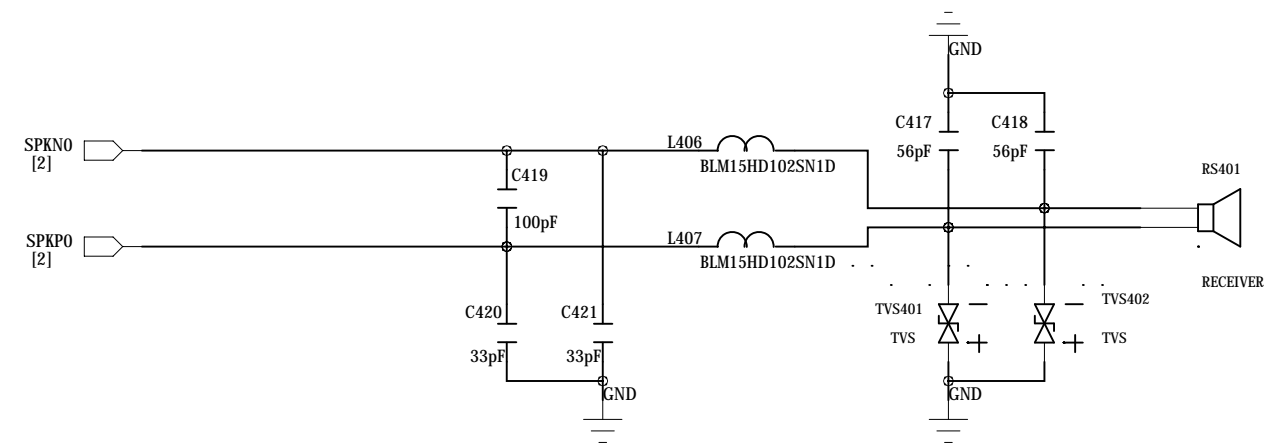 GND
C417
C418
56pF
56pF
SPKN0
[2]
L406
BLM15HD102SN1D
RS401
C419
100pF
SPKP0
[2]
L407
BLM15HD102SN1D
RECEIVER
C420
C421
33pF
33pF
GND
TVS401
TVS
TVS402
TVS
GND